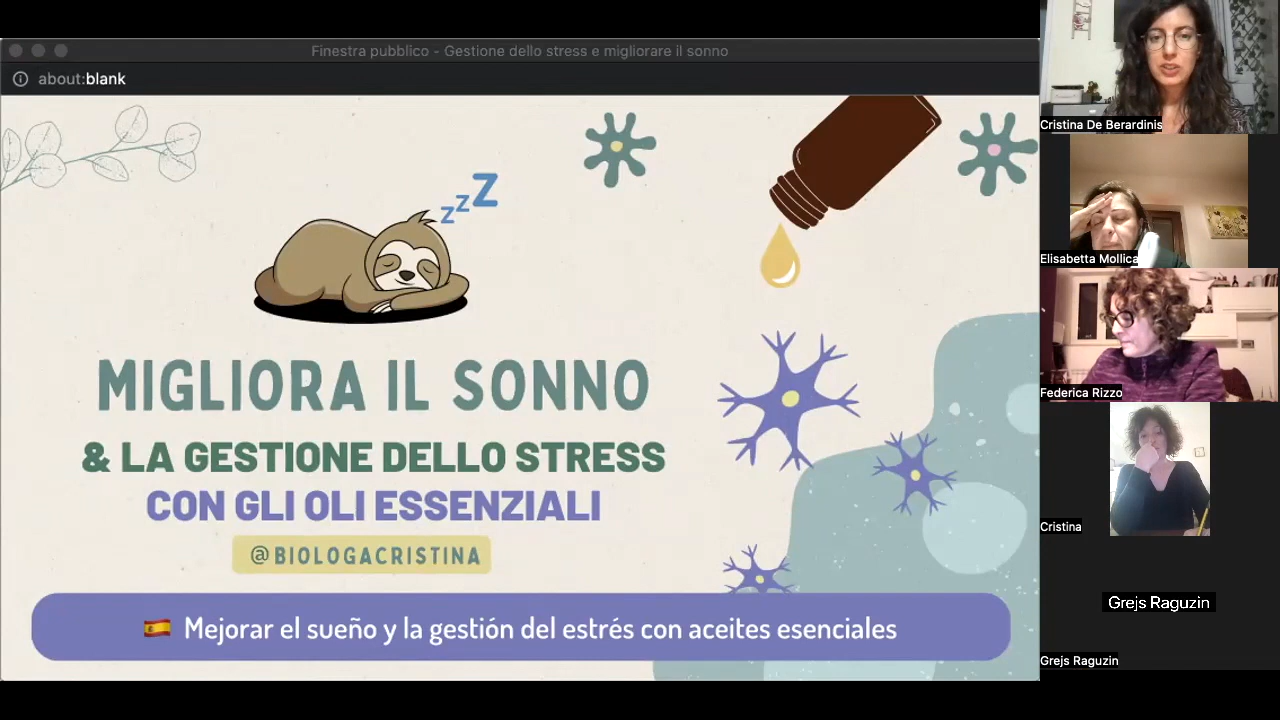 Finestra pubblico - Gestione dello stress e migliorare il sonno
about:blank
z z Z
MIGLIORA IL SONNO
& LA GESTIONE DELLO STRESS
CON GLI OLI ESSENZIALI
@BIOLOGACRISTINA
🇪🇸 Mejorar el sueño y la gestión del estrés con aceites esenciales
Cristina De Berardinis
Elisabetta Mollica
Federica Rizzo
Cristina
Grejs Raguzin
Grejs Raguzin